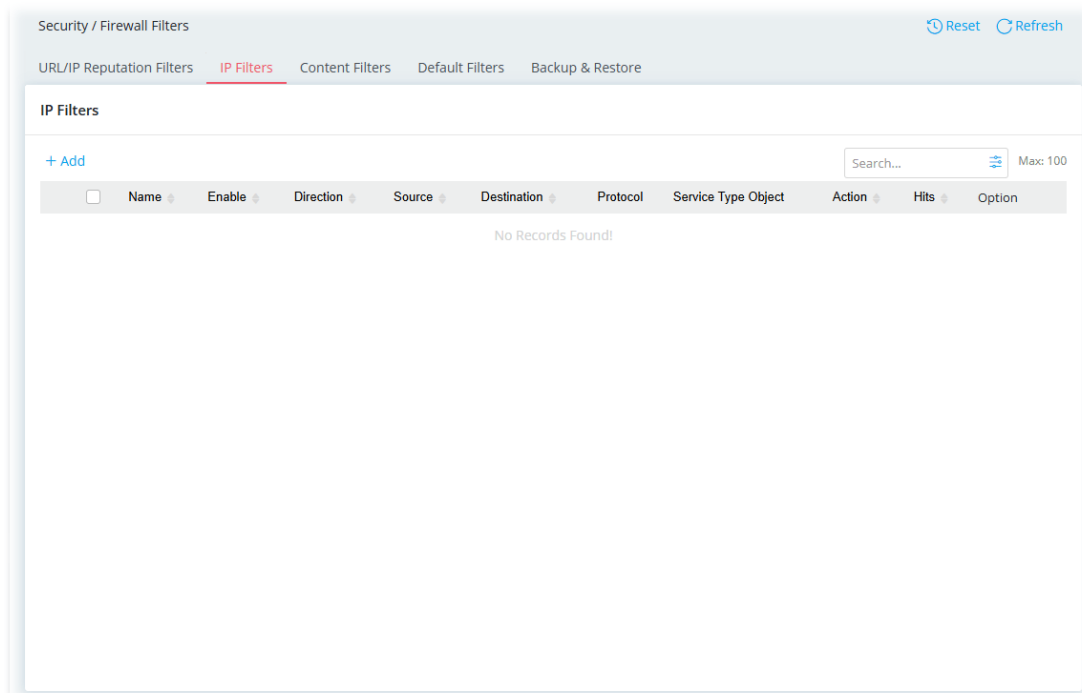 Security / Firewall Filters Reset Refresh
URL/IP Reputation Filters IP Filters Content Filters Default Filters Backup & Restore
IP Filters
+ Add Search... Max: 100
Name Enable Direction Source Destination Protocol Service Type Object Action Hits Option
No Records Found!